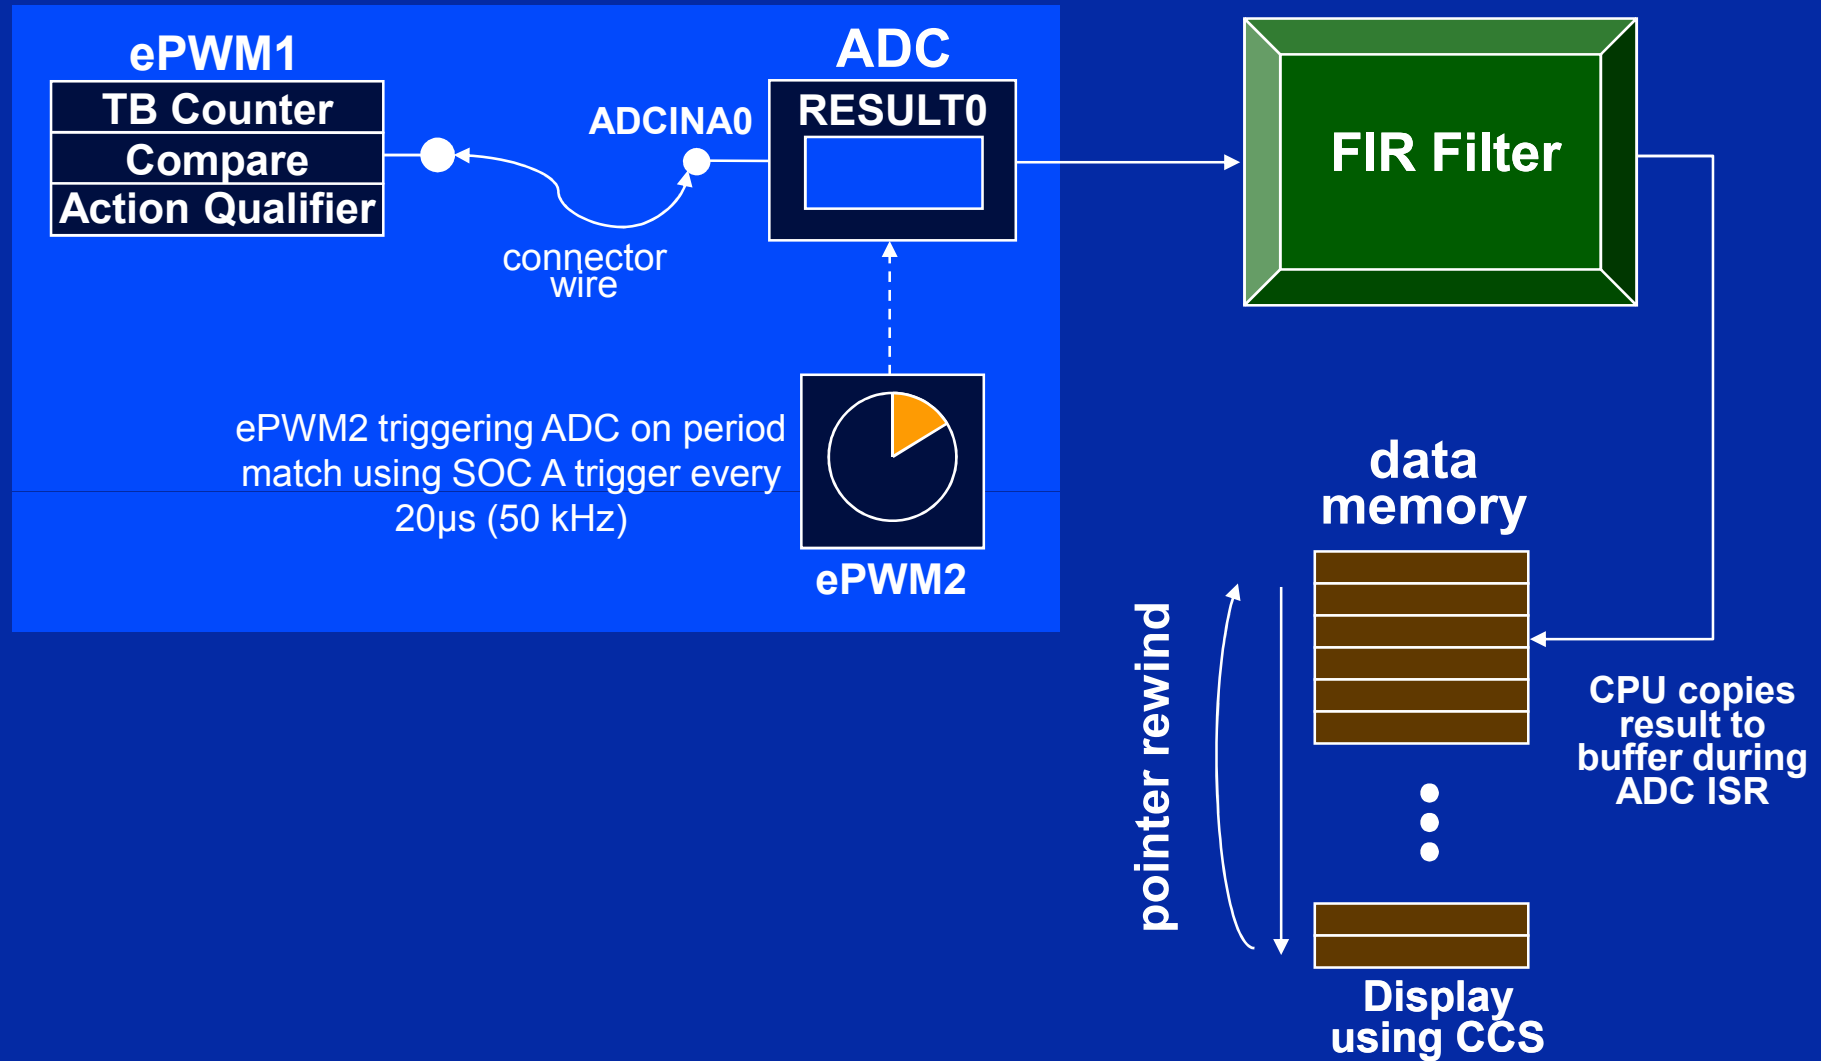 ePWM1
TB Counter
Compare
Action Qualifier
ADCINA0
connector
wire
ADC
RESULT0
FIR Filter
ePWM2 triggering ADC on period
match using SOC A trigger every
20µs (50 kHz)
ePWM2
data
memory
pointer rewind
CPU copies
result to
buffer during
ADC ISR
Display
using CCS